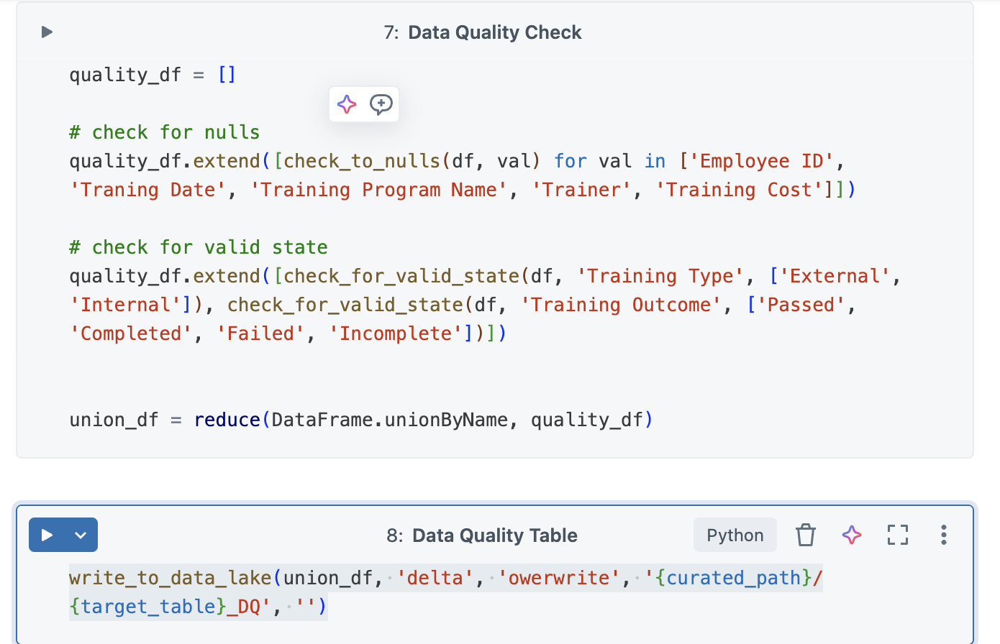 7: Data Quality Check
quality_df = []
# check for nulls
quality_df.extend([check_to_nulls(df, val) for val in ['Employee ID',
'Traning Date', 'Training Program Name', 'Trainer', 'Training Cost']])
# check for valid state
quality_df.extend([check_for_valid_state(df, 'Training Type', ['External',
'Internal']), check_for_valid_state(df, 'Training Outcome', ['Passed',
'Completed', 'Failed', 'Incomplete'])])
union_df = reduce(DataFrame.unionByName, quality_df)
8: Data Quality Table
Python
write_to_data_lake(union_df, 'delta', 'owerwrite', '{curated_path}/
{target_table}_DQ', '')